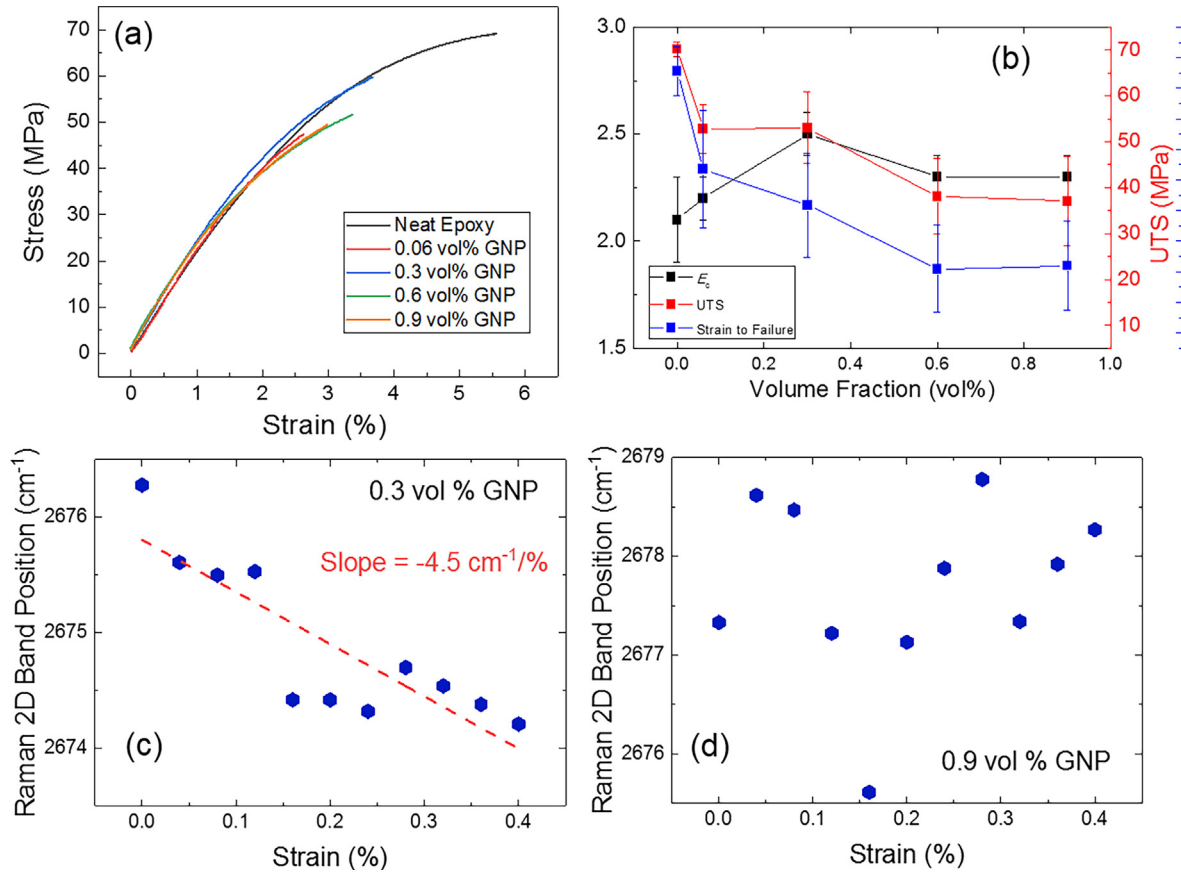 (a)
Stress (MPa)
70
60
50
40
30
20
10
0
Neat Epoxy
0.06 vol% GNP
0.3 vol% GNP
0.6 vol% GNP
0.9 vol% GNP
0 1 2 3 4 5 6
Strain (%)
(b)
3.0
2.5
2.0
1.5
E_c
UTS
Strain to Failure
0.0 0.2 0.4 0.6 0.8 1.0
Volume Fraction (vol%)
70
60
50
40
30
20
10
UTS (MPa)
Raman 2D Band Position (cm⁻¹)
2676
2675
2674
0.3 vol % GNP
Slope = -4.5 cm⁻¹/%
(c)
0.0 0.1 0.2 0.3 0.4
Strain (%)
Raman 2D Band Position (cm⁻¹)
2679
2678
2677
2676
(d)
0.9 vol % GNP
0.0 0.1 0.2 0.3 0.4
Strain (%)